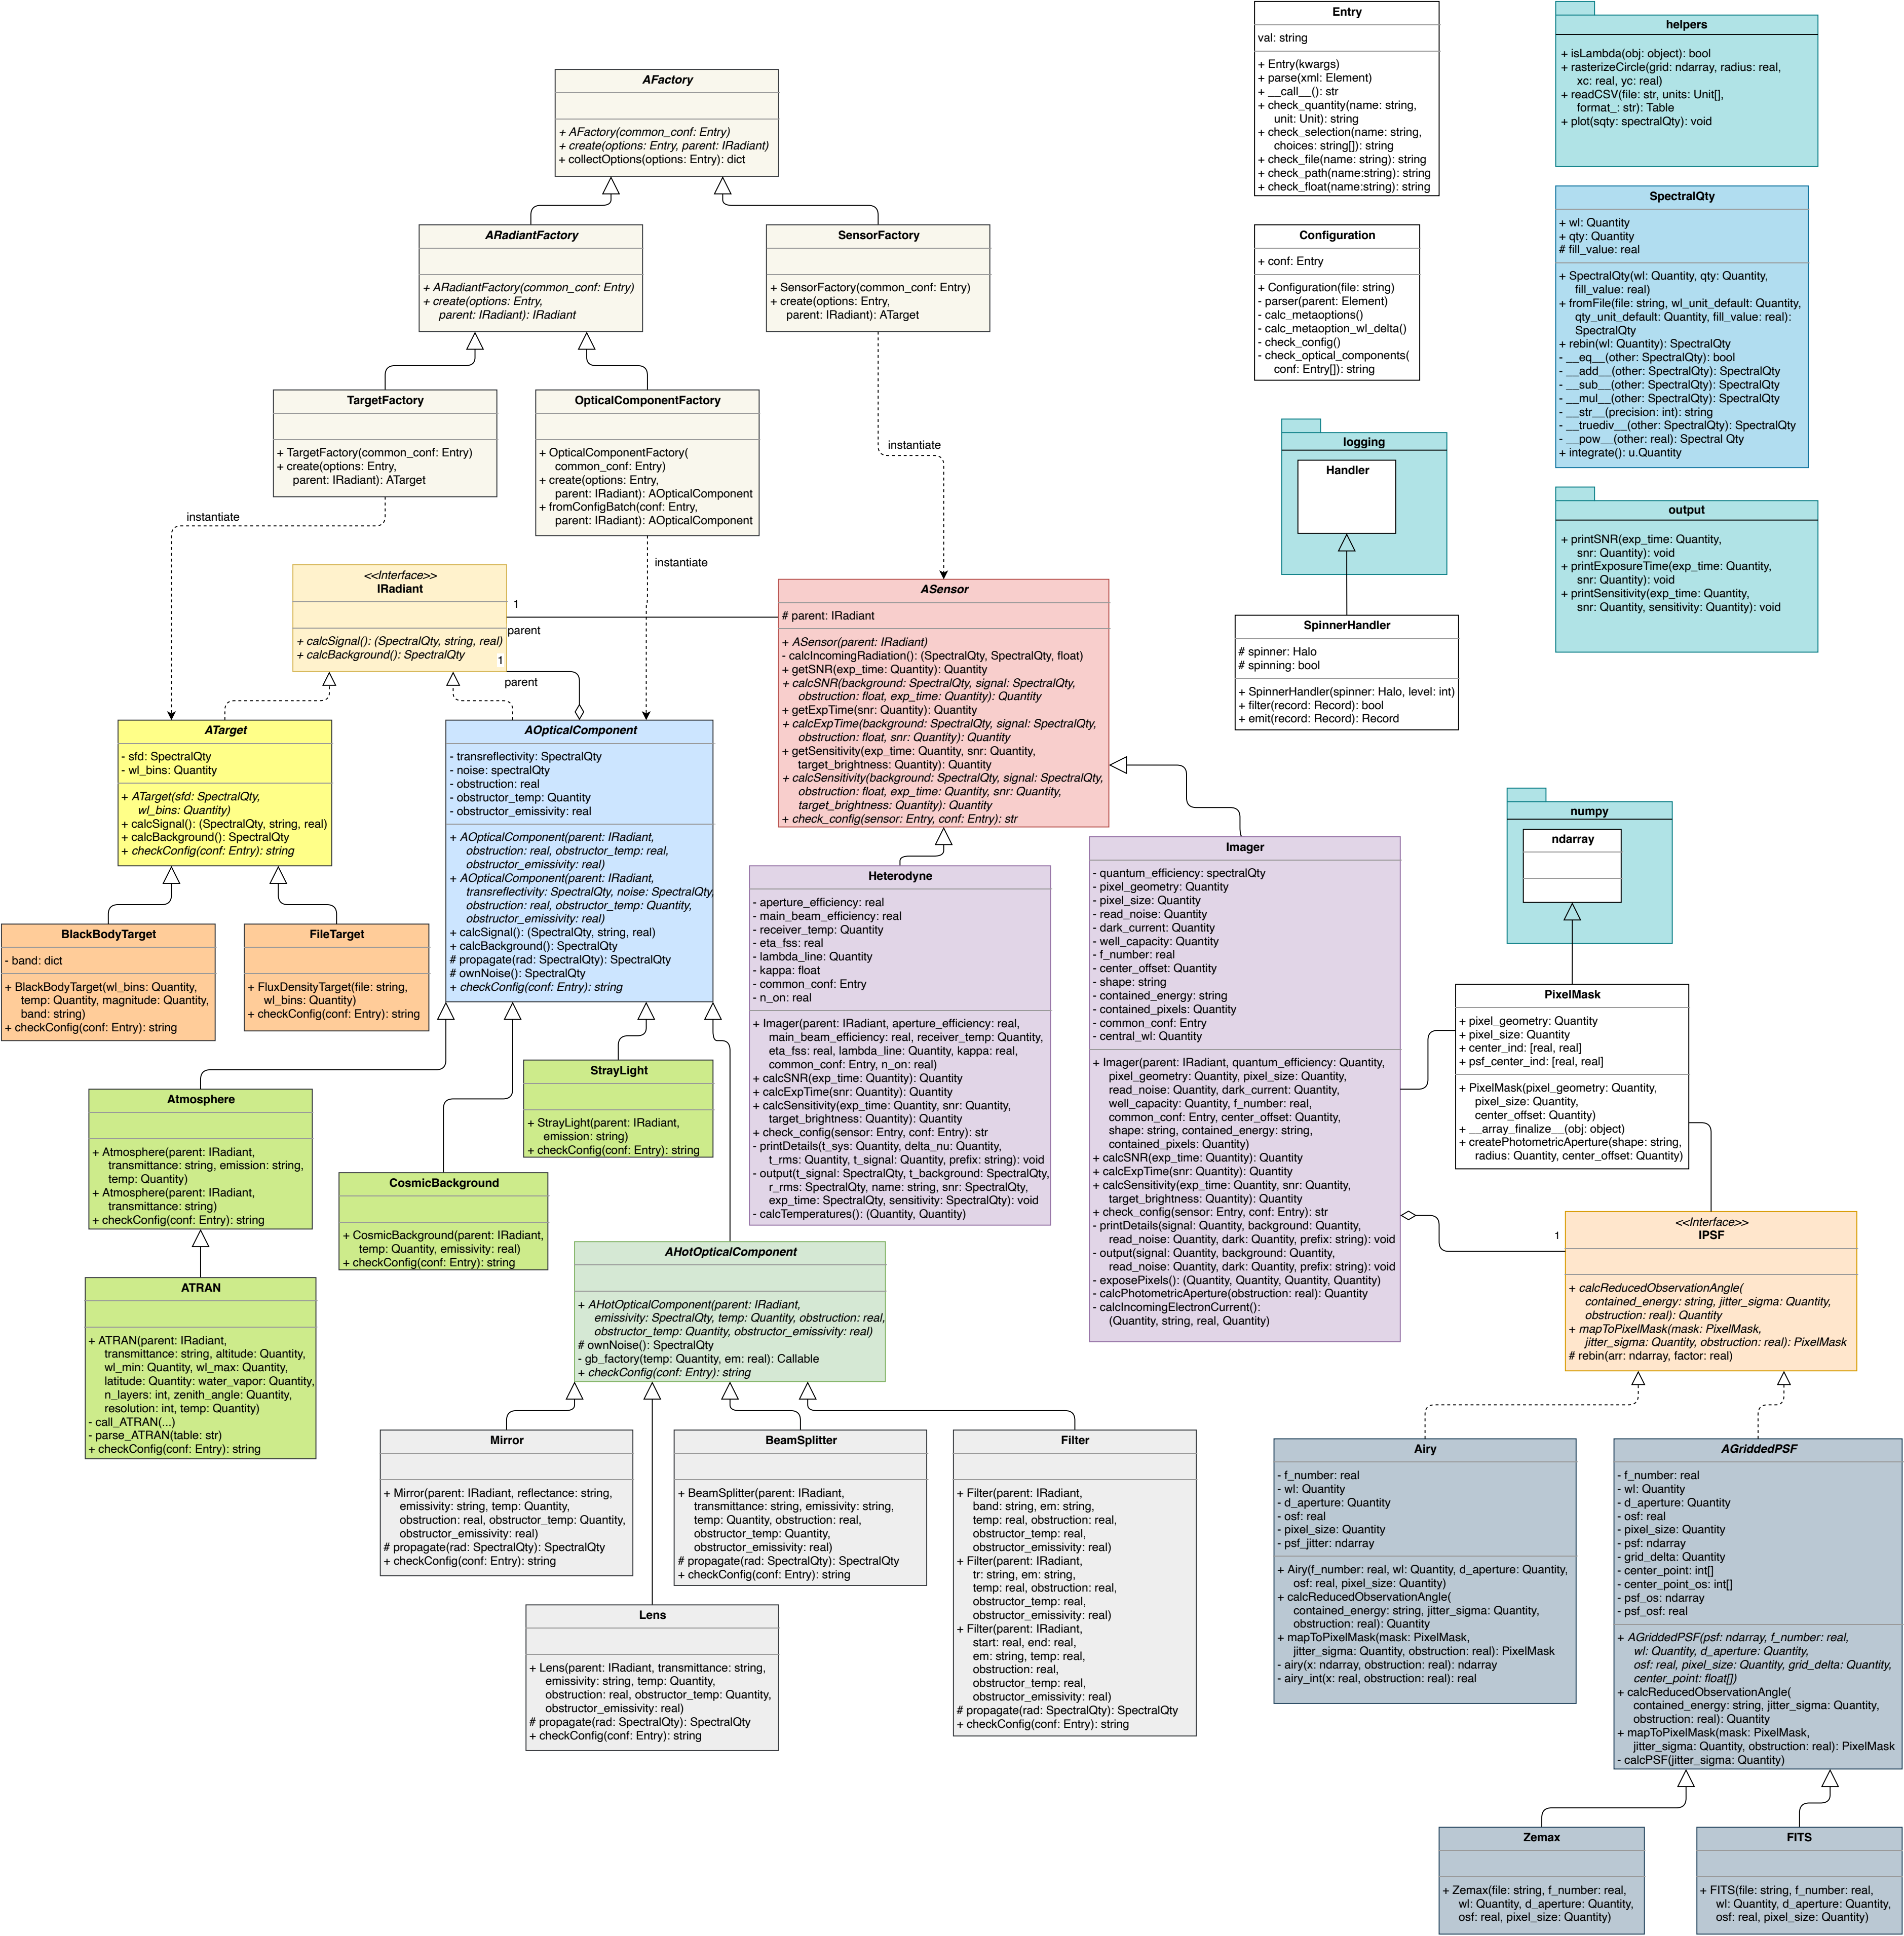 AFactory
+ AFactory(common_conf: Entry)
+ create(options: Entry, parent: IRadiant)
+ collectOptions(options: Entry): dict
ARadiantFactory
+ ARadiantFactory(common_conf: Entry)
+ create(options: Entry,
parent: IRadiant): IRadiant
SensorFactory
+ SensorFactory(common_conf: Entry)
+ create(options: Entry,
parent: IRadiant): ATarget
TargetFactory
+ TargetFactory(common_conf: Entry)
+ create(options: Entry,
parent: IRadiant): ATarget
OpticalComponentFactory
+ OpticalComponentFactory(
common_conf: Entry)
+ create(options: Entry,
parent: IRadiant): AOpticalComponent
+ fromConfigBatch(conf: Entry,
parent: IRadiant): AOpticalComponent
instantiate
instantiate
instantiate
<<Interface>>
IRadiant
+ calcSignal(): (SpectralQty, string, real)
+ calcBackground(): SpectralQty
1
parent
1
parent
ASensor
# parent: IRadiant
+ ASensor(parent: IRadiant)
- calcIncomingRadiation(): (SpectralQty, SpectralQty, float)
+ getSNR(exp_time: Quantity): Quantity
+ calcSNR(background: SpectralQty, signal: SpectralQty,
obstruction: float, exp_time: Quantity): Quantity
+ getExpTime(snr: Quantity): Quantity
+ calcExpTime(background: SpectralQty, signal: SpectralQty,
obstruction: float, snr: Quantity): Quantity
+ getSensitivity(exp_time: Quantity, snr: Quantity,
target_brightness: Quantity): Quantity
+ calcSensitivity(background: SpectralQty, signal: SpectralQty,
obstruction: float, exp_time: Quantity, snr: Quantity,
target_brightness: Quantity): Quantity
+ check_config(sensor: Entry, conf: Entry): str
ATarget
- sfd: SpectralQty
- wl_bins: Quantity
+ ATarget(sfd: SpectralQty,
wl_bins: Quantity)
+ calcSignal(): (SpectralQty, string, real)
+ calcBackground(): SpectralQty
+ checkConfig(conf: Entry): string
AOpticalComponent
- transreflectivity: SpectralQty
- noise: spectralQty
- obstruction: real
- obstructor_temp: Quantity
- obstructor_emissivity: real
+ AOpticalComponent(parent: IRadiant,
obstruction: real, obstructor_temp: real,
obstructor_emissivity: real)
+ AOpticalComponent(parent: IRadiant,
transreflectivity: SpectralQty, noise: SpectralQty,
obstruction: real, obstructor_temp: Quantity,
obstructor_emissivity: real)
+ calcSignal(): (SpectralQty, string, real)
+ calcBackground(): SpectralQty
# propagate(rad: SpectralQty): SpectralQty
# ownNoise(): SpectralQty
+ checkConfig(conf: Entry): string
BlackBodyTarget
- band: dict
+ BlackBodyTarget(wl_bins: Quantity,
temp: Quantity, magnitude: Quantity,
band: string)
+ checkConfig(conf: Entry): string
FileTarget
+ FluxDensityTarget(file: string,
wl_bins: Quantity)
+ checkConfig(conf: Entry): string
Atmosphere
+ Atmosphere(parent: IRadiant,
transmittance: string, emission: string,
temp: Quantity)
+ Atmosphere(parent: IRadiant,
transmittance: string)
+ checkConfig(conf: Entry): string
ATRAN
+ ATRAN(parent: IRadiant,
transmittance: string, altitude: Quantity,
wl_min: Quantity, wl_max: Quantity,
latitude: Quantity: water_vapor: Quantity,
n_layers: int, zenith_angle: Quantity,
resolution: int, temp: Quantity)
- call_ATRAN(...)
- parse_ATRAN(table: str)
+ checkConfig(conf: Entry): string
StrayLight
+ StrayLight(parent: IRadiant,
emission: string)
+ checkConfig(conf: Entry): string
CosmicBackground
+ CosmicBackground(parent: IRadiant,
temp: Quantity, emissivity: real)
+ checkConfig(conf: Entry): string
AHotOpticalComponent
+ AHotOpticalComponent(parent: IRadiant,
emissivity: SpectralQty, temp: Quantity, obstruction: real,
obstructor_temp: Quantity, obstructor_emissivity: real)
# ownNoise(): SpectralQty
- gb_factory(temp: Quantity, em: real): Callable
+ checkConfig(conf: Entry): string
Mirror
+ Mirror(parent: IRadiant, reflectance: string,
emissivity: string, temp: Quantity,
obstruction: real, obstructor_temp: Quantity,
obstructor_emissivity: real)
# propagate(rad: SpectralQty): SpectralQty
+ checkConfig(conf: Entry): string
BeamSplitter
+ BeamSplitter(parent: IRadiant,
transmittance: string, emissivity: string,
temp: Quantity, obstruction: real,
obstructor_temp: Quantity,
obstructor_emissivity: real)
# propagate(rad: SpectralQty): SpectralQty
+ checkConfig(conf: Entry): string
Filter
+ Filter(parent: IRadiant,
band: string, em: string,
temp: real, obstruction: real,
obstructor_temp: real,
obstructor_emissivity: real)
+ Filter(parent: IRadiant,
tr: string, em: string,
temp: real, obstruction: real,
obstructor_temp: real,
obstructor_emissivity: real)
+ Filter(parent: IRadiant,
start: real, end: real,
em: string, temp: real,
obstruction: real,
obstructor_temp: real,
obstructor_emissivity: real)
# propagate(rad: SpectralQty): SpectralQty
+ checkConfig(conf: Entry): string
Lens
+ Lens(parent: IRadiant, transmittance: string,
emissivity: string, temp: Quantity,
obstruction: real, obstructor_temp: Quantity,
obstructor_emissivity: real)
# propagate(rad: SpectralQty): SpectralQty
+ checkConfig(conf: Entry): string
Heterodyne
- aperture_efficiency: real
- main_beam_efficiency: real
- receiver_temp: Quantity
- eta_fss: real
- lambda_line: Quantity
- kappa: float
- common_conf: Entry
- n_on: real
+ Imager(parent: IRadiant, aperture_efficiency: real,
main_beam_efficiency: real, receiver_temp: Quantity,
eta_fss: real, lambda_line: Quantity, kappa: real,
common_conf: Entry, n_on: real)
+ calcSNR(exp_time: Quantity): Quantity
+ calcExpTime(snr: Quantity): Quantity
+ calcSensitivity(exp_time: Quantity, snr: Quantity,
target_brightness: Quantity): Quantity
+ check_config(sensor: Entry, conf: Entry): str
- printDetails(t_sys: Quantity, delta_nu: Quantity,
t_rms: Quantity, t_signal: Quantity, prefix: string): void
- output(t_signal: SpectralQty, t_background: SpectralQty,
r_rms: SpectralQty, name: string, snr: SpectralQty,
exp_time: SpectralQty, sensitivity: SpectralQty): void
- calcTemperatures(): (Quantity, Quantity)
Imager
- quantum_efficiency: spectralQty
- pixel_geometry: Quantity
- pixel_size: Quantity
- read_noise: Quantity
- dark_current: Quantity
- well_capacity: Quantity
- f_number: real
- center_offset: Quantity
- shape: string
- contained_energy: string
- contained_pixels: Quantity
- common_conf: Entry
- central_wl: Quantity
+ Imager(parent: IRadiant, quantum_efficiency: Quantity,
pixel_geometry: Quantity, pixel_size: Quantity,
read_noise: Quantity, dark_current: Quantity,
well_capacity: Quantity, f_number: real,
common_conf: Entry, center_offset: Quantity,
shape: string, contained_energy: string,
contained_pixels: Quantity)
+ calcSNR(exp_time: Quantity): Quantity
+ calcExpTime(snr: Quantity): Quantity
+ calcSensitivity(exp_time: Quantity, snr: Quantity,
target_brightness: Quantity): Quantity
+ check_config(sensor: Entry, conf: Entry): str
- printDetails(signal: Quantity, background: Quantity,
read_noise: Quantity, dark: Quantity, prefix: string): void
- output(signal: Quantity, background: Quantity,
read_noise: Quantity, dark: Quantity, prefix: string): void
- exposePixels(): (Quantity, Quantity, Quantity, Quantity)
- calcPhotometricAperture(obstruction: real): Quantity
- calcIncomingElectronCurrent():
(Quantity, string, real, Quantity)
Entry
val: string
+ Entry(kwargs)
+ parse(xml: Element)
+ __call__(): str
+ check_quantity(name: string,
unit: Unit): string
+ check_selection(name: string,
choices: string[]): string
+ check_file(name: string): string
+ check_path(name:string): string
+ check_float(name:string): string
Configuration
+ conf: Entry
+ Configuration(file: string)
- parser(parent: Element)
- calc_metaoptions()
- calc_metaoption_wl_delta()
- check_config()
- check_optical_components(
conf: Entry[]): string
logging
Handler
SpinnerHandler
# spinner: Halo
# spinning: bool
+ SpinnerHandler(spinner: Halo, level: int)
+ filter(record: Record): bool
+ emit(record: Record): Record
helpers
+ isLambda(obj: object): bool
+ rasterizeCircle(grid: ndarray, radius: real,
xc: real, yc: real)
+ readCSV(file: str, units: Unit[],
format_: str): Table
+ plot(sqty: spectralQty): void
SpectralQty
+ wl: Quantity
+ qty: Quantity
# fill_value: real
+ SpectralQty(wl: Quantity, qty: Quantity,
fill_value: real)
+ fromFile(file: string, wl_unit_default: Quantity,
qty_unit_default: Quantity, fill_value: real):
SpectralQty
+ rebin(wl: Quantity): SpectralQty
- __eq__(other: SpectralQty): bool
- __add__(other: SpectralQty): SpectralQty
- __sub__(other: SpectralQty): SpectralQty
- __mul__(other: SpectralQty): SpectralQty
- __str__(precision: int): string
- __truediv__(other: SpectralQty): SpectralQty
- __pow__(other: real): Spectral Qty
+ integrate(): u.Quantity
output
+ printSNR(exp_time: Quantity,
snr: Quantity): void
+ printExposureTime(exp_time: Quantity,
snr: Quantity): void
+ printSensitivity(exp_time: Quantity,
snr: Quantity, sensitivity: Quantity): void
numpy
ndarray
PixelMask
+ pixel_geometry: Quantity
+ pixel_size: Quantity
+ center_ind: [real, real]
+ psf_center_ind: [real, real]
+ PixelMask(pixel_geometry: Quantity,
pixel_size: Quantity,
center_offset: Quantity)
+ __array_finalize__(obj: object)
+ createPhotometricAperture(shape: string,
radius: Quantity, center_offset: Quantity)
1
<<Interface>>
IPSF
+ calcReducedObservationAngle(
contained_energy: string, jitter_sigma: Quantity,
obstruction: real): Quantity
+ mapToPixelMask(mask: PixelMask,
jitter_sigma: Quantity, obstruction: real): PixelMask
# rebin(arr: ndarray, factor: real)
Airy
- f_number: real
- wl: Quantity
- d_aperture: Quantity
- osf: real
- pixel_size: Quantity
- psf_jitter: ndarray
+ Airy(f_number: real, wl: Quantity, d_aperture: Quantity,
osf: real, pixel_size: Quantity)
+ calcReducedObservationAngle(
contained_energy: string, jitter_sigma: Quantity,
obstruction: real): Quantity
+ mapToPixelMask(mask: PixelMask,
jitter_sigma: Quantity, obstruction: real): PixelMask
- airy(x: ndarray, obstruction: real): ndarray
- airy_int(x: real, obstruction: real): real
AGriddedPSF
- f_number: real
- wl: Quantity
- d_aperture: Quantity
- osf: real
- pixel_size: Quantity
- psf: ndarray
- grid_delta: Quantity
- center_point: int[]
- center_point_os: int[]
- psf_os: ndarray
- psf_osf: real
+ AGriddedPSF(psf: ndarray, f_number: real,
wl: Quantity, d_aperture: Quantity,
osf: real, pixel_size: Quantity, grid_delta: Quantity,
center_point: float[])
+ calcReducedObservationAngle(
contained_energy: string, jitter_sigma: Quantity,
obstruction: real): Quantity
+ mapToPixelMask(mask: PixelMask,
jitter_sigma: Quantity, obstruction: real): PixelMask
- calcPSF(jitter_sigma: Quantity)
Zemax
+ Zemax(file: string, f_number: real,
wl: Quantity, d_aperture: Quantity,
osf: real, pixel_size: Quantity)
FITS
+ FITS(file: string, f_number: real,
wl: Quantity, d_aperture: Quantity,
osf: real, pixel_size: Quantity)